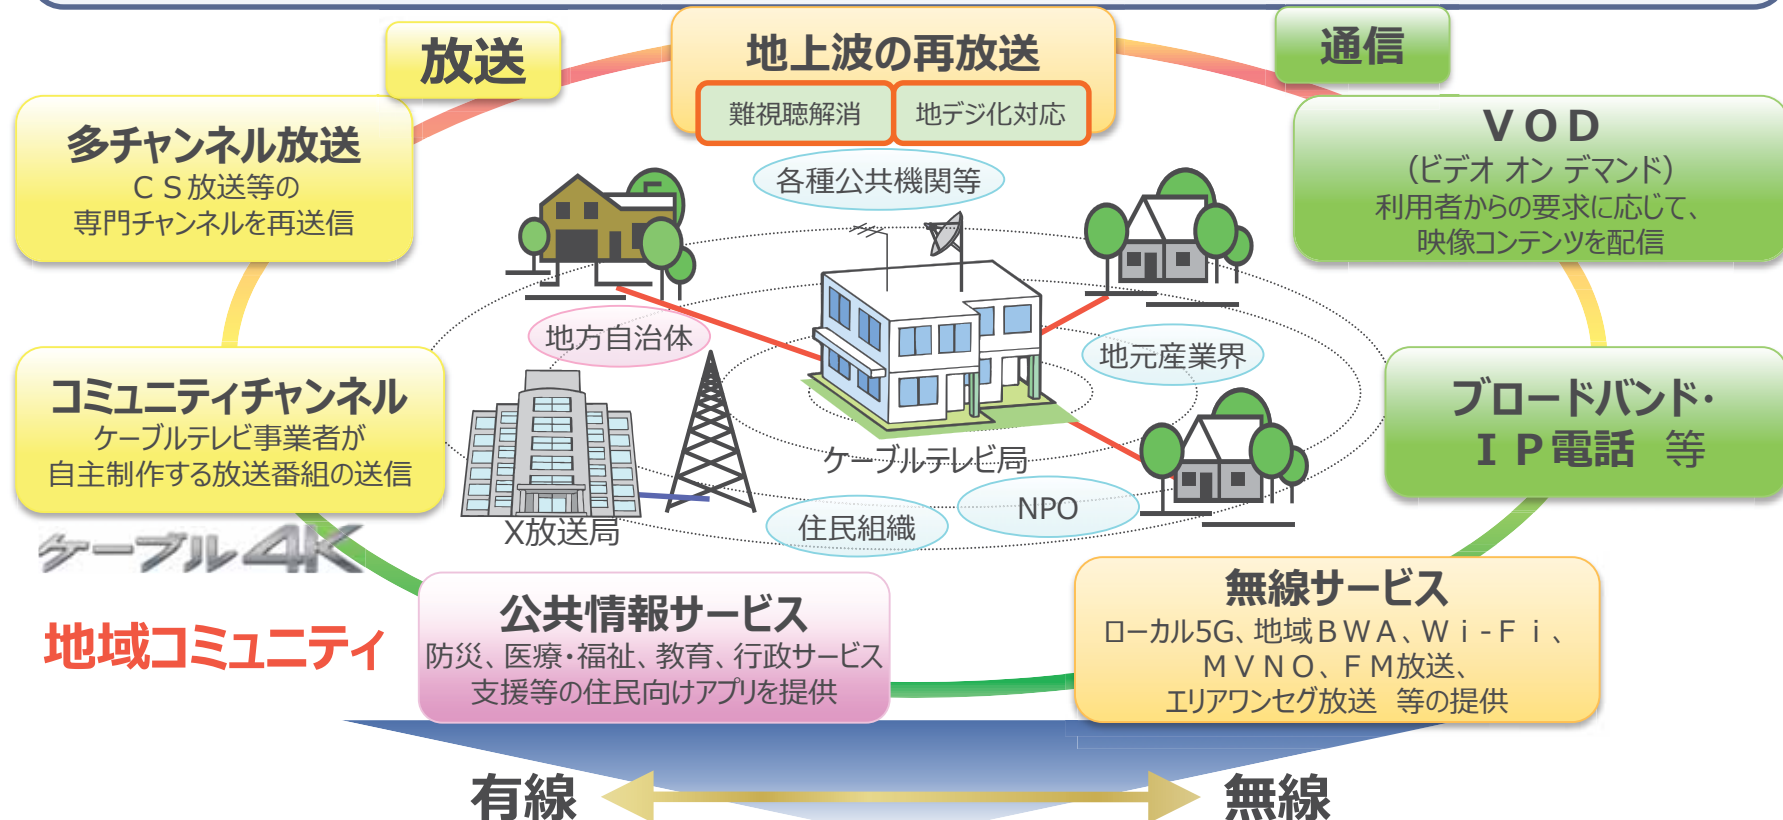 放送
地上波の再放送
難視聴解消
地デジ化対応
通信
多チャンネル放送
ＣＳ放送等の
専門チャンネルを再送信
ＶＯＤ
（ビデオ オン デマンド）
利用者からの要求に応じて、
映像コンテンツを配信
各種公共機関等
地方自治体
地元産業界
コミュニティチャンネル
ケーブルテレビ事業者が
自主制作する放送番組の送信
ブロードバンド・
ＩＰ電話　等
ケーブルテレビ局
X放送局
住民組織
NPO
ケーブル4K
地域コミュニティ
公共情報サービス
防災、医療・福祉、教育、行政サービス
支援等の住民向けアプリを提供
無線サービス
ローカル5G、地域ＢＷＡ、Ｗｉ-Ｆｉ、
ＭＶＮＯ、ＦＭ放送、
エリアワンセグ放送　等の提供
有線
無線